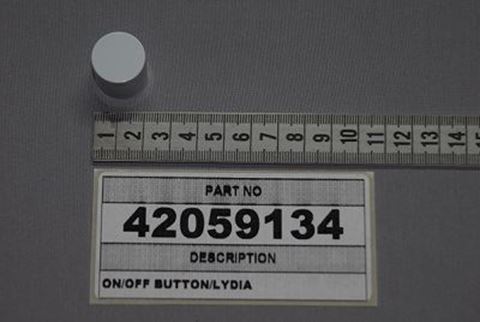 1 2 3 4 5 6 7 8 9 10 11 12 13 14 15
PART NO
42059134
DESCRIPTION
ON/OFF BUTTON/LYDIA